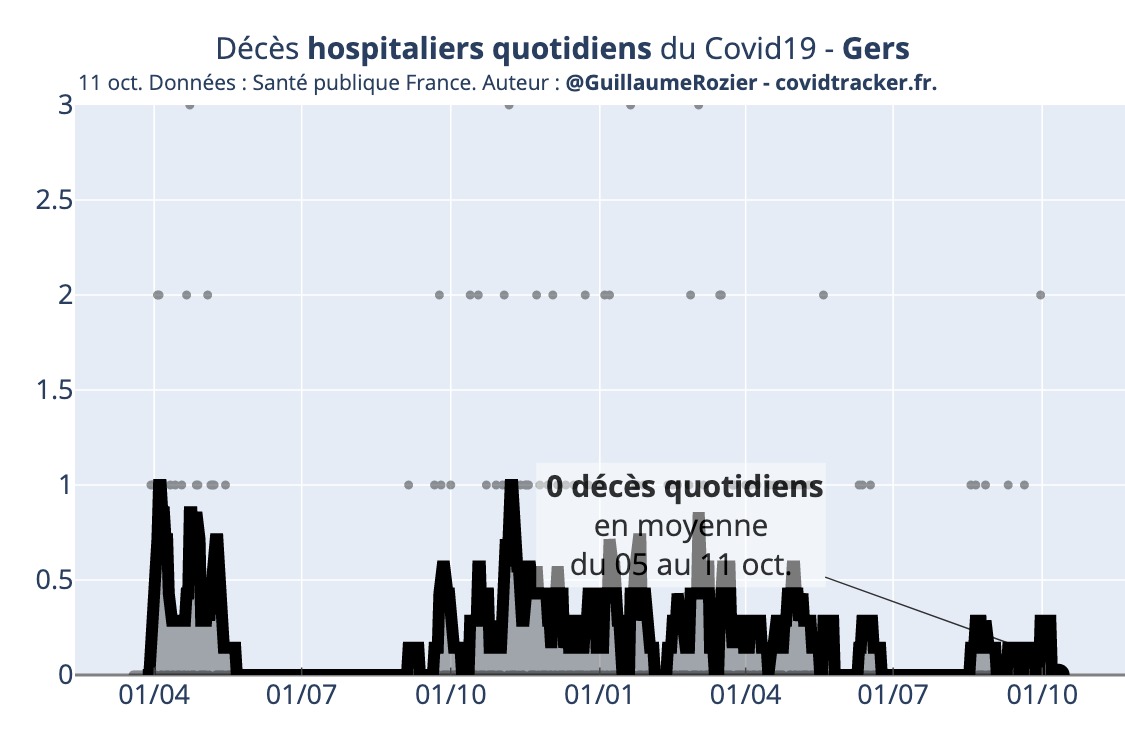 Décès hospitaliers quotidiens du Covid19 - Gers
11 oct. Données : Santé publique France. Auteur : @GuillaumeRozier - covidtracker.fr.
3
2.5
2
1.5
1
0.5
0
0 décès quotidiens
en moyenne
du 05 au 11 oct.
01/04 01/07 01/10 01/01 01/04 01/07 01/10